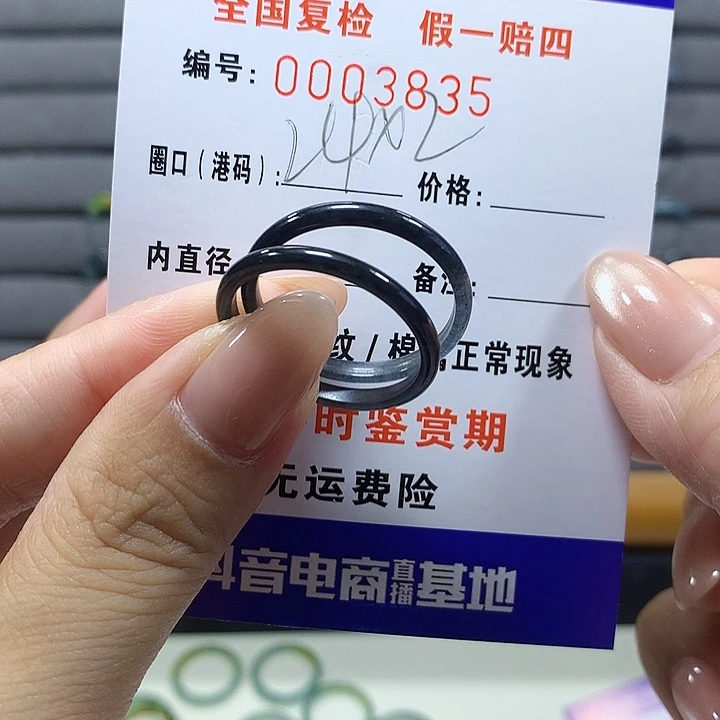 全国复检 假一赔四
编号: 0003835
圈口(港码): 24x2 价格:
内直径 备注:
纹/棉 正常现象
时鉴赏期
无运费险
抖音电商直播基地